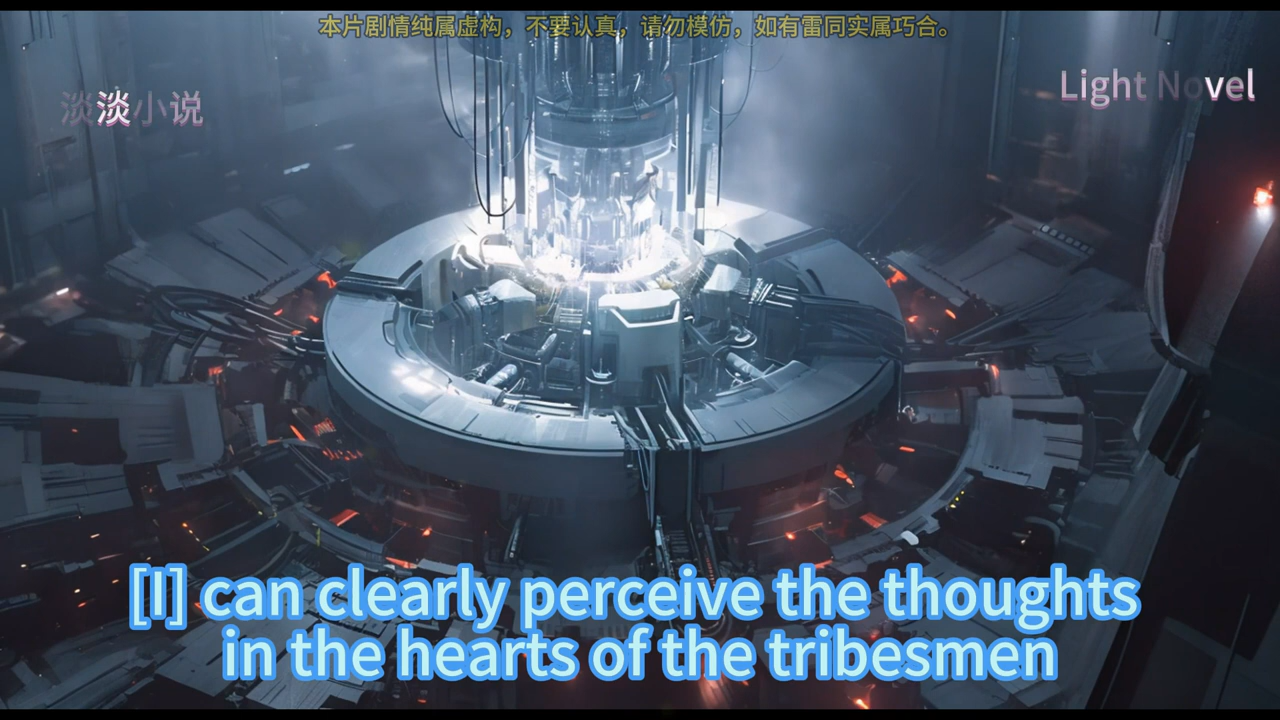 本片剧情纯属虚构，不要认真，请勿模仿，如有雷同实属巧合。
淡淡小说
Light Novel
[I] can clearly perceive the thoughts
in the hearts of the tribesmen